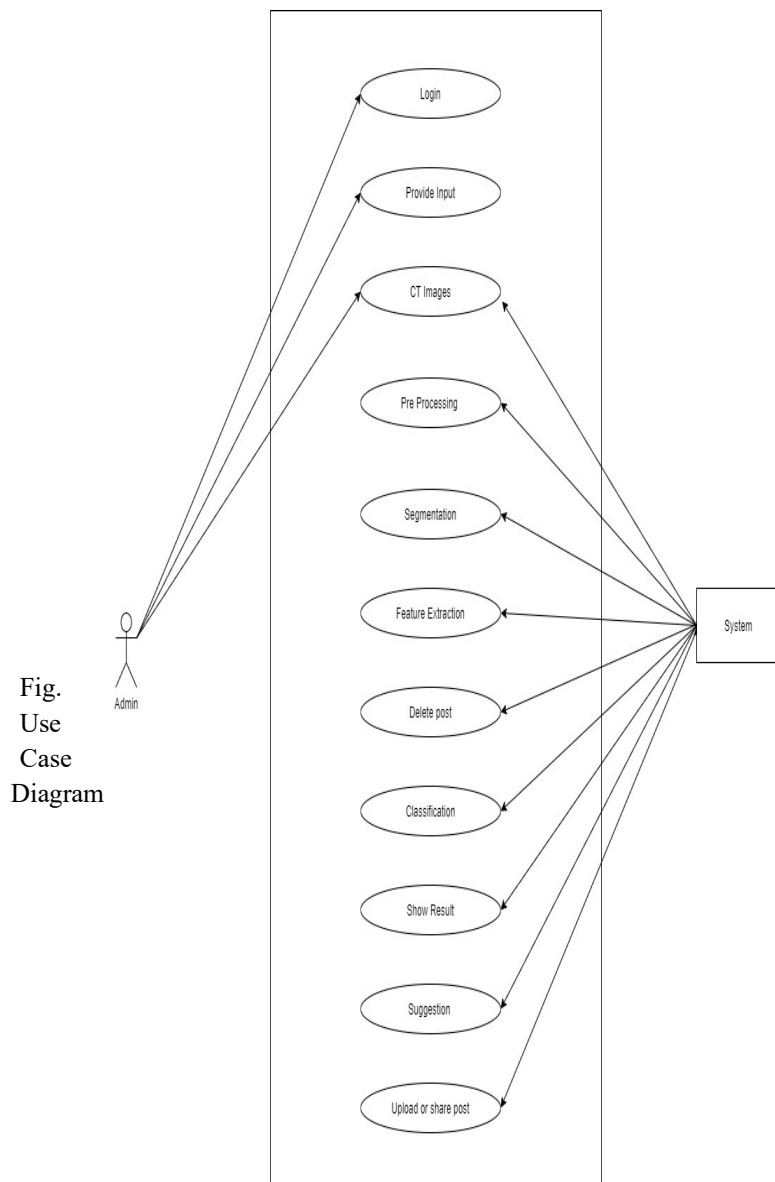 Login
Provide Input
CT Images
Pre Processing
Segmentation
Feature Extraction
System
Fig.
Use
Case
Diagram
Admin
Delete post
Classification
Show Result
Suggestion
Upload or share post